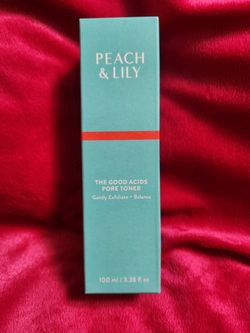 PEACH
& LILY
THE GOOD ACIDS
PORE TONER
Gently Exfoliate + Balance
100 ml / 3.38 fl oz